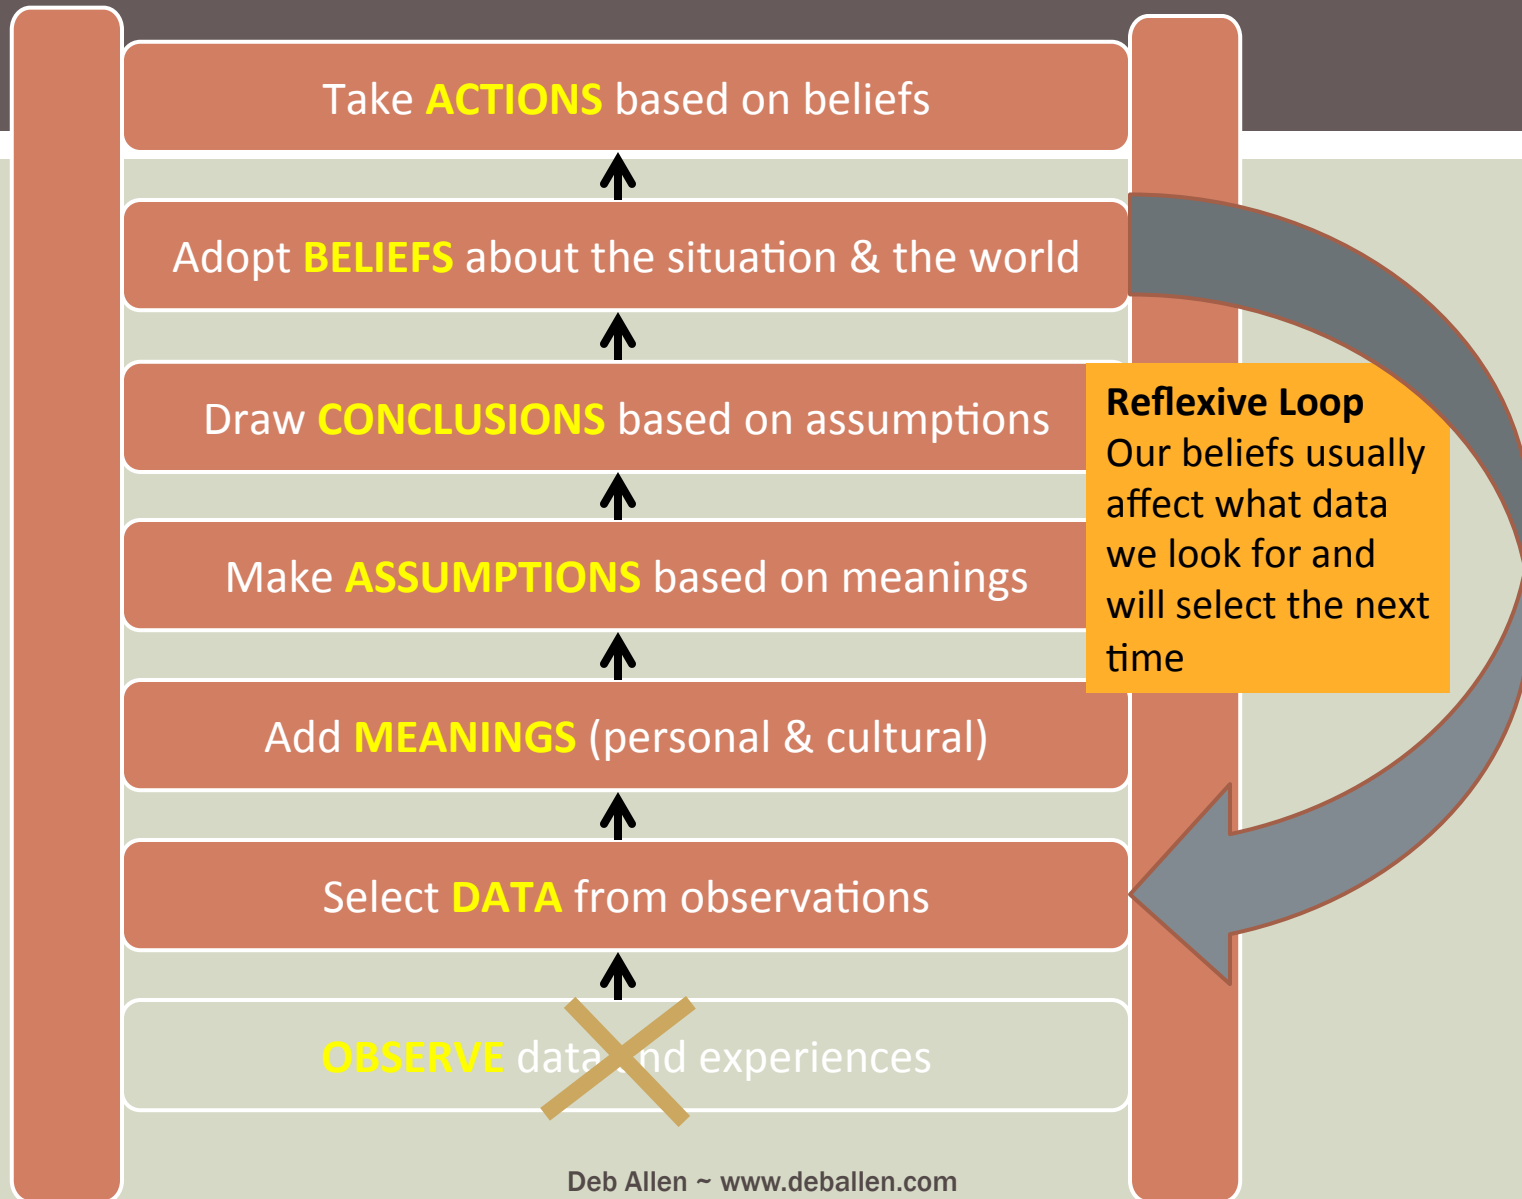 Take ACTIONS based on beliefs
Adopt BELIEFS about the situation & the world
Draw CONCLUSIONS based on assumptions
Make ASSUMPTIONS based on meanings
Add MEANINGS (personal & cultural)
Select DATA from observations
OBSERVE data and experiences
Reflexive Loop
Our beliefs usually
affect what data
we look for and
will select the next
time
Deb Allen ~ www.deballen.com